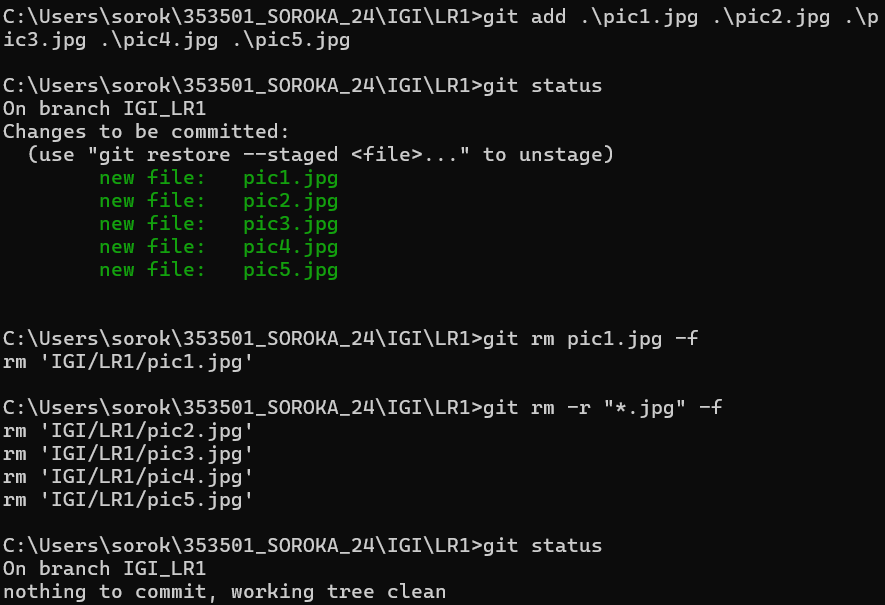 C:\Users\sorok\353501_SOROKA_24\IGI\LR1>git add .\pic1.jpg .\pic2.jpg .\p
ic3.jpg .\pic4.jpg .\pic5.jpg
C:\Users\sorok\353501_SOROKA_24\IGI\LR1>git status
On branch IGI_LR1
Changes to be committed:
  (use "git restore --staged <file>..." to unstage)
        new file:   pic1.jpg
        new file:   pic2.jpg
        new file:   pic3.jpg
        new file:   pic4.jpg
        new file:   pic5.jpg
C:\Users\sorok\353501_SOROKA_24\IGI\LR1>git rm pic1.jpg -f
rm 'IGI/LR1/pic1.jpg'
C:\Users\sorok\353501_SOROKA_24\IGI\LR1>git rm -r "*.jpg" -f
rm 'IGI/LR1/pic2.jpg'
rm 'IGI/LR1/pic3.jpg'
rm 'IGI/LR1/pic4.jpg'
rm 'IGI/LR1/pic5.jpg'
C:\Users\sorok\353501_SOROKA_24\IGI\LR1>git status
On branch IGI_LR1
nothing to commit, working tree clean